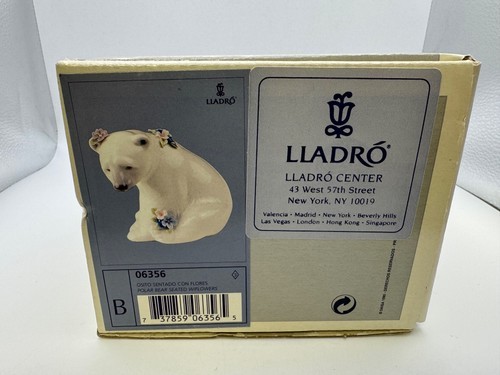 LLADRÓ
LLADRÓ
LLADRÓ CENTER
43 West 57th Street
New York, NY 10019
Valencia · Madrid · New York · Beverly Hills
Las Vegas · London · Hong Kong · Singapore
06356
OSITO SENTADO CON FLORES
POLAR BEAR SEATED W/FLOWERS
B
7 37859 06356 5